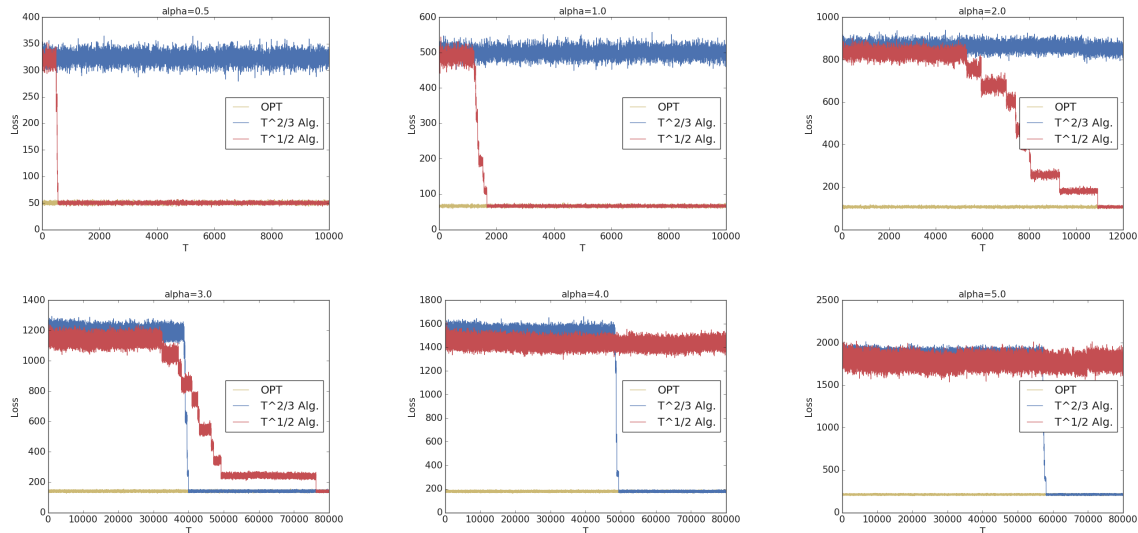 alpha=0.5
400
350
300
250
200
150
100
50
0
Loss
OPT
T^2/3 Alg.
T^1/2 Alg.
0 2000 4000 6000 8000 10000
T
alpha=1.0
600
500
400
300
200
100
0
Loss
OPT
T^2/3 Alg.
T^1/2 Alg.
0 2000 4000 6000 8000 10000
T
alpha=2.0
1000
800
600
400
200
0
Loss
OPT
T^2/3 Alg.
T^1/2 Alg.
0 2000 4000 6000 8000 10000 12000
T
alpha=3.0
1400
1200
1000
800
600
400
200
0
Loss
OPT
T^2/3 Alg.
T^1/2 Alg.
0 10000 20000 30000 40000 50000 60000 70000 80000
T
alpha=4.0
1800
1600
1400
1200
1000
800
600
400
200
0
Loss
OPT
T^2/3 Alg.
T^1/2 Alg.
0 10000 20000 30000 40000 50000 60000 70000 80000
T
alpha=5.0
2500
2000
1500
1000
500
0
Loss
OPT
T^2/3 Alg.
T^1/2 Alg.
0 10000 20000 30000 40000 50000 60000 70000 80000
T